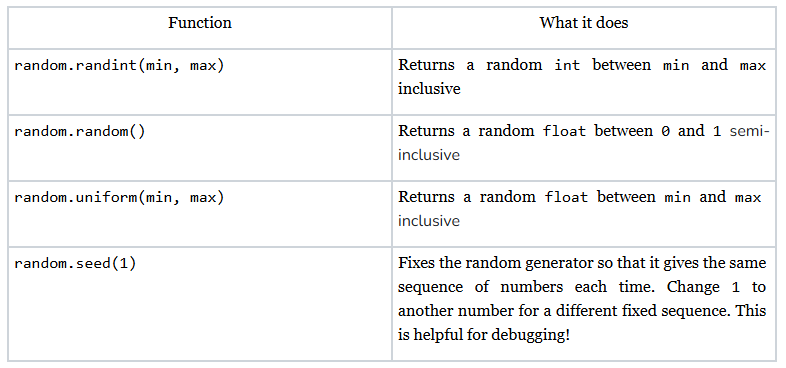 Function
What it does
random.randint(min, max)
Returns a random int between min and max
inclusive
random.random()
Returns a random float between 0 and 1 semi-
inclusive
random.uniform(min, max)
Returns a random float between min and max
inclusive
random.seed(1)
Fixes the random generator so that it gives the same
sequence of numbers each time. Change 1 to
another number for a different fixed sequence. This
is helpful for debugging!